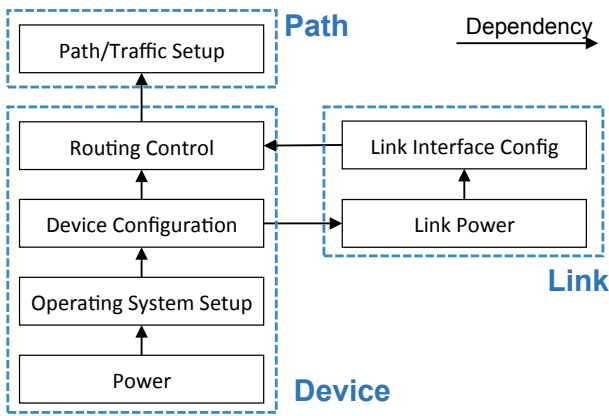 Path
Dependency
Path/Traffic Setup
Routing Control
Link Interface Config
Device Configuration
Link Power
Link
Operating System Setup
Power
Device